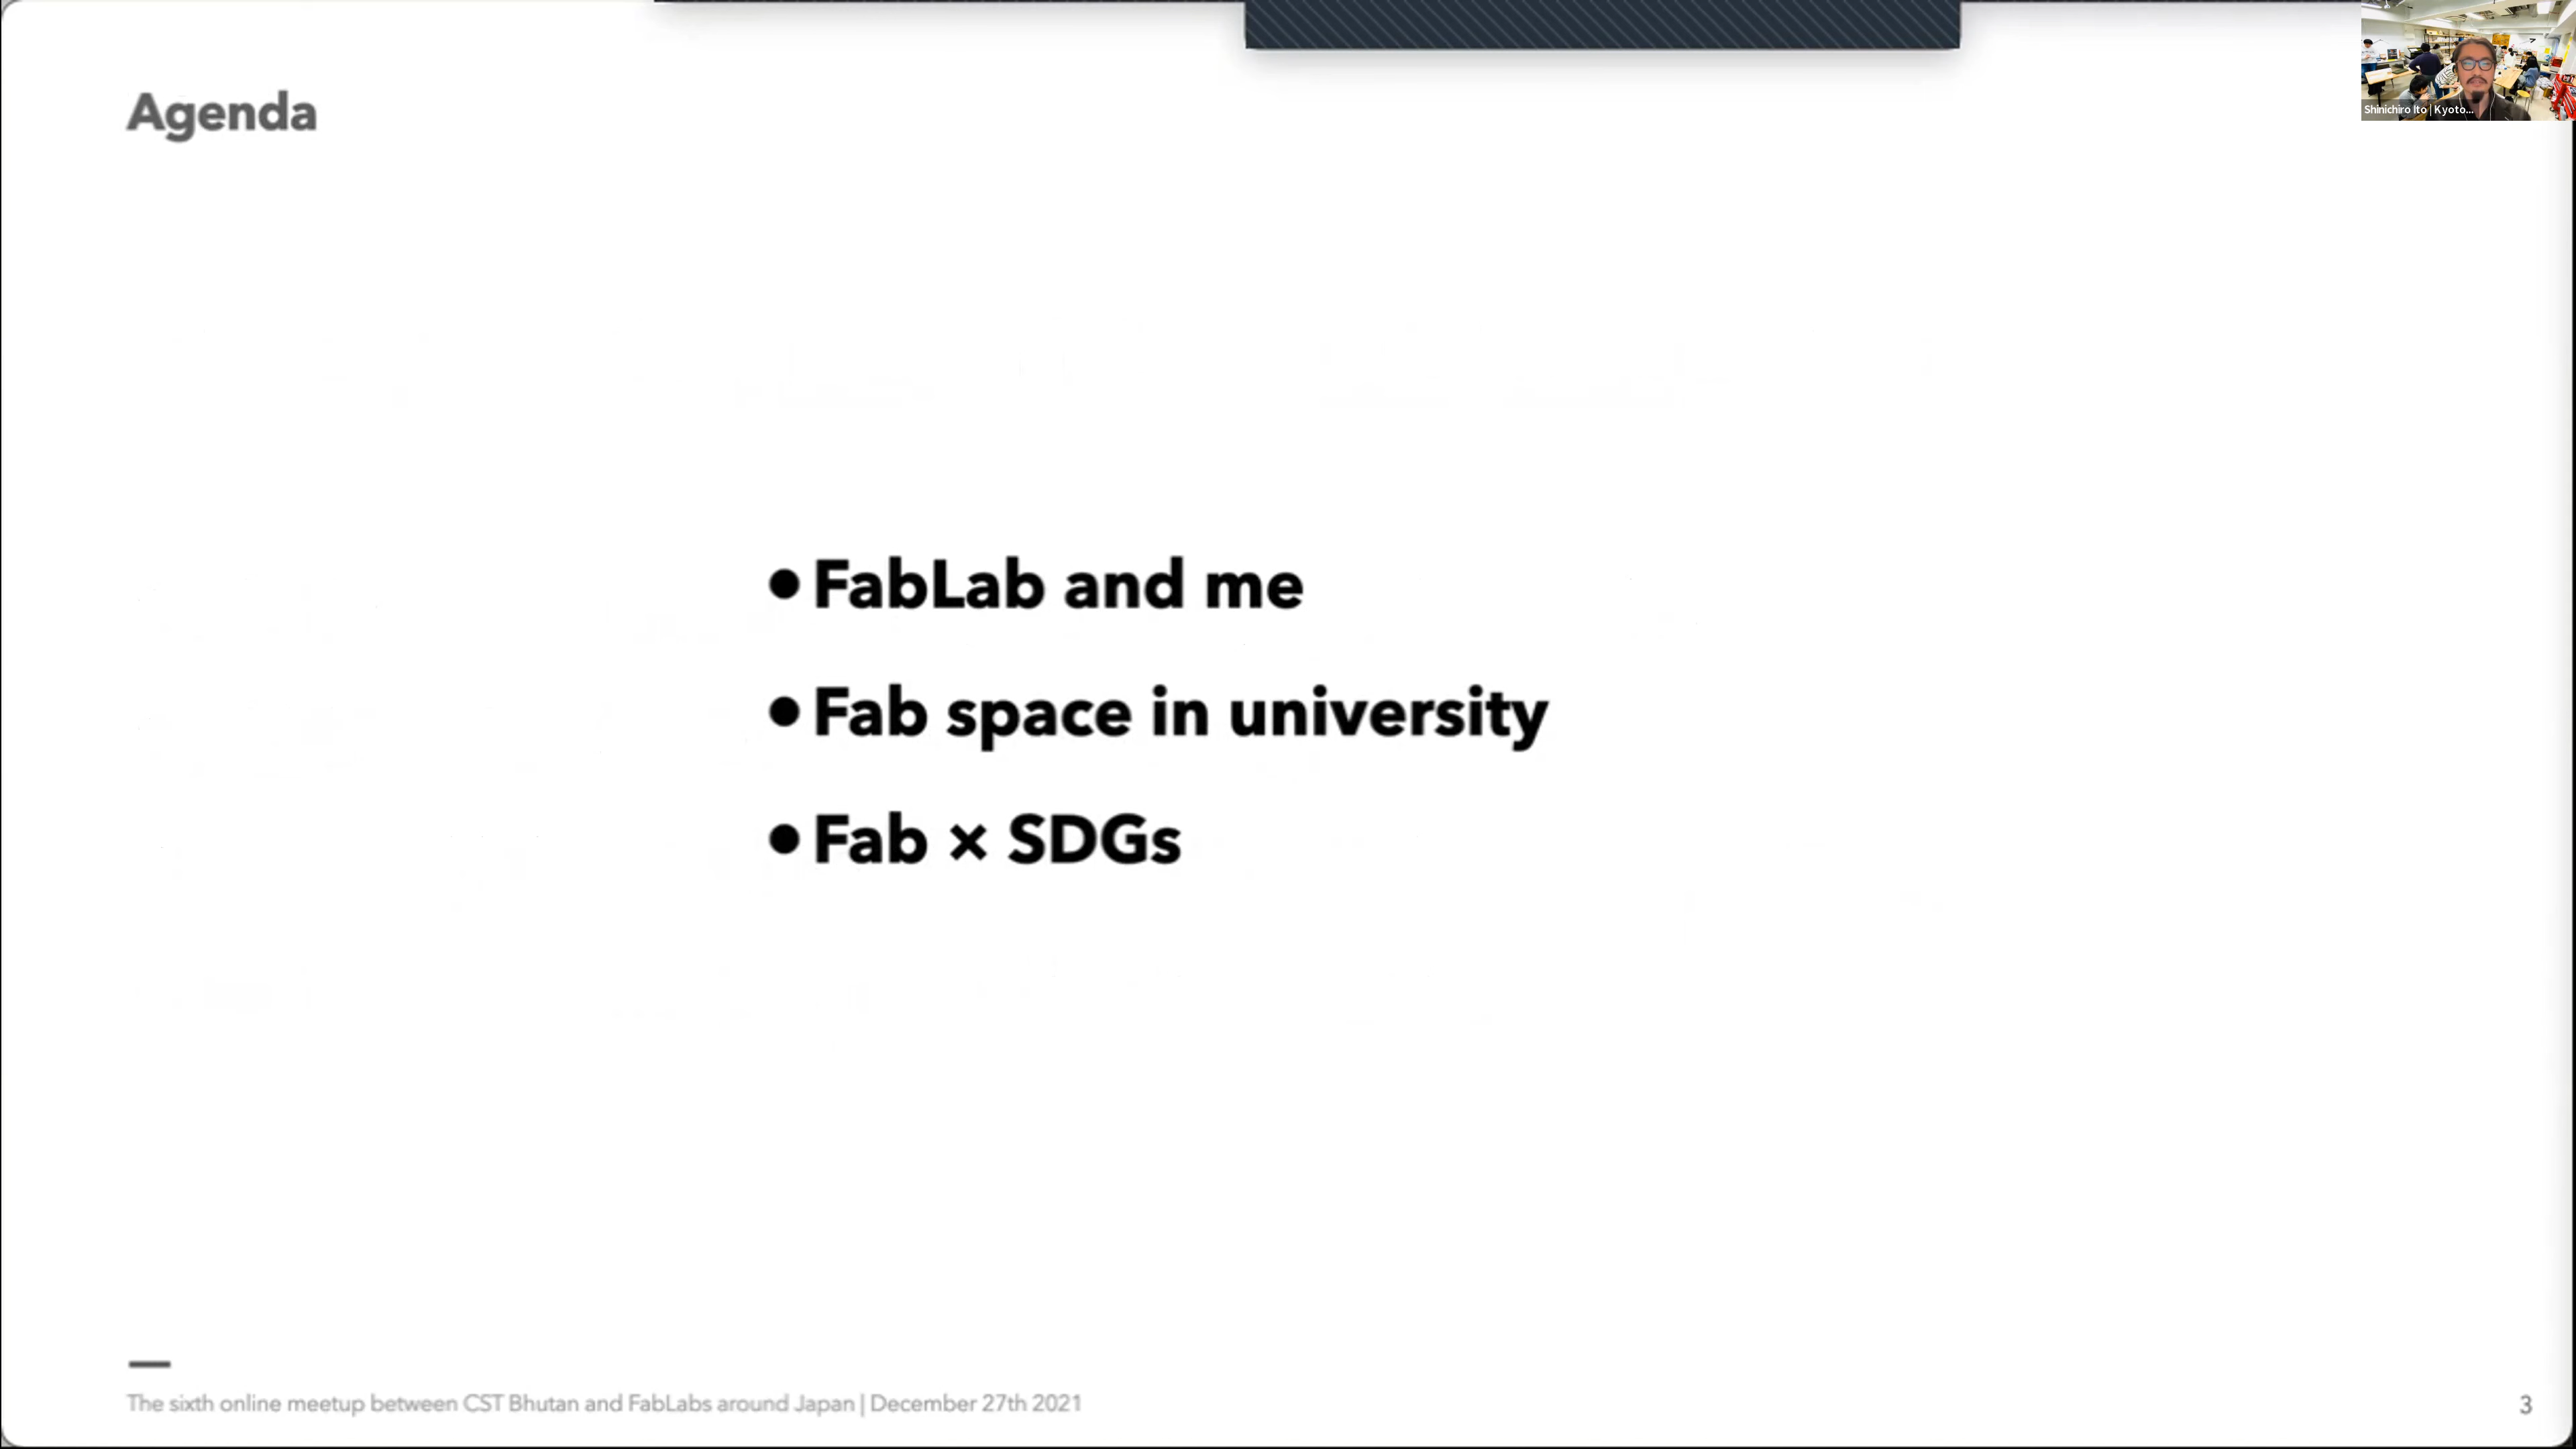 Agenda
Shinichiro Ito | Kyoto...
• FabLab and me
• Fab space in university
• Fab × SDGs
The sixth online meetup between CST Bhutan and FabLabs around Japan | December 27th 2021
3